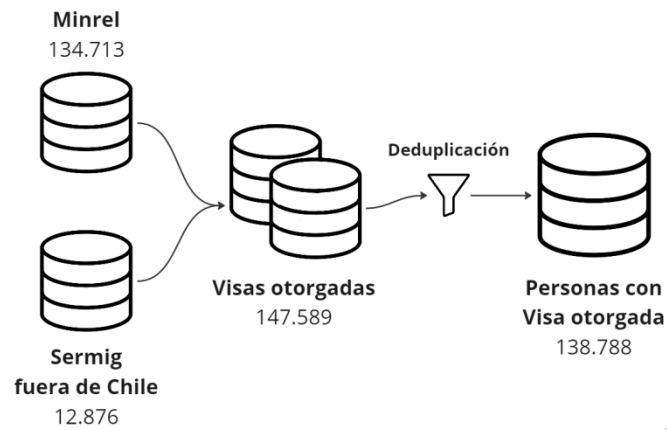 Minrel
134.713
Sermig
fuera de Chile
12.876
Visas otorgadas
147.589
Deduplicación
Personas con
Visa otorgada
138.788